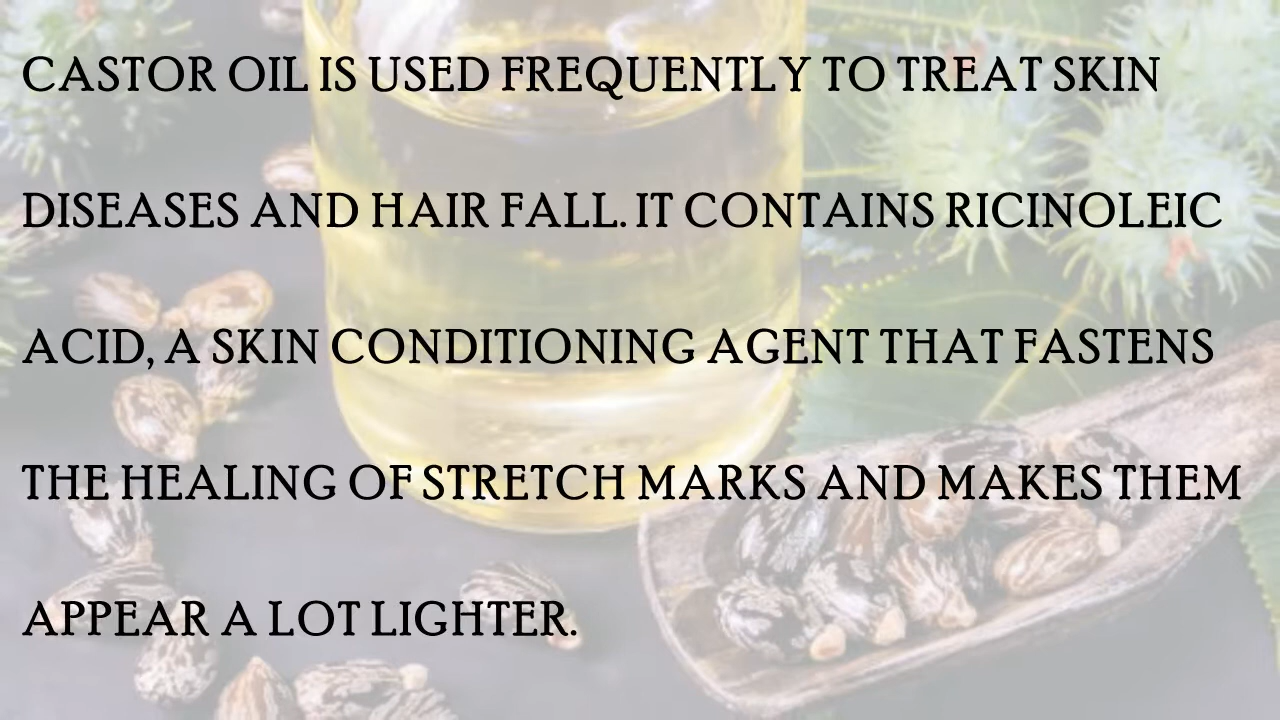 CASTOR OIL IS USED FREQUENTLY TO TREAT SKIN
DISEASES AND HAIR FALL. IT CONTAINS RICINOLEIC
ACID, A SKIN CONDITIONING AGENT THAT FASTENS
THE HEALING OF STRETCH MARKS AND MAKES THEM
APPEAR A LOT LIGHTER.